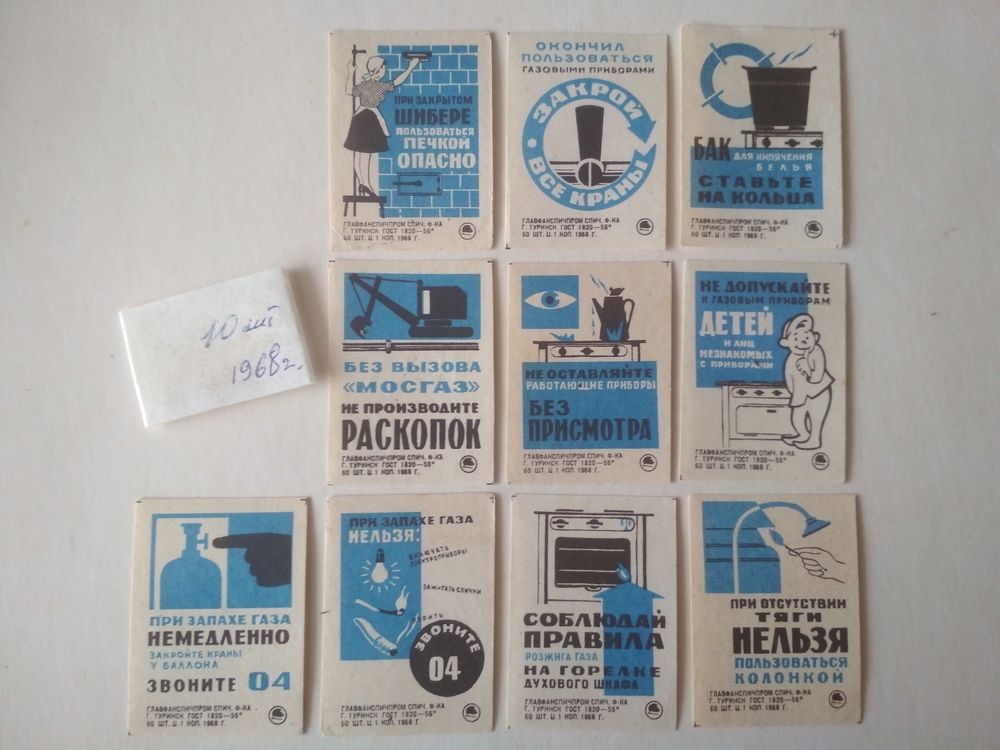 ПРИ ЗАКРЫТОМ
ШИБЕРЕ
ПОЛЬЗОВАТЬСЯ
ПЕЧКОЙ
ОПАСНО
ГЛАВФАНСПИЧПРОМ СПИЧ. Ф-КА
Г. ТУРИНСК ГОСТ 1820—56*
60 ШТ. Ц. 1 КОП. 1968 Г.
ОКОНЧИЛ
ПОЛЬЗОВАТЬСЯ
ГАЗОВЫМИ ПРИБОРАМИ
ЗАКРОЙ
ВСЕ КРАНЫ
ГЛАВФАНСПИЧПРОМ СПИЧ. Ф-КА
Г. ТУРИНСК ГОСТ 1820—56*
60 ШТ. Ц. 1 КОП. 1968 Г.
БАК ДЛЯ КИПЯЧЕНИЯ
БЕЛЬЯ
СТАВЬТЕ
НА КОЛЬЦА
ГЛАВФАНСПИЧПРОМ СПИЧ. Ф-КА
Г. ТУРИНСК ГОСТ 1820—56*
60 ШТ. Ц. 1 КОП. 1968 Г.
10 шт
1968 г.
БЕЗ ВЫЗОВА
«МОСГАЗ»
НЕ ПРОИЗВОДИТЕ
РАСКОПОК
ГЛАВФАНСПИЧПРОМ СПИЧ. Ф-КА
Г. ТУРИНСК ГОСТ 1820—56*
60 ШТ. Ц. 1 КОП. 1968 Г.
НЕ ОСТАВЛЯЙТЕ
РАБОТАЮЩИЕ ПРИБОРЫ
БЕЗ
ПРИСМОТРА
ГЛАВФАНСПИЧПРОМ СПИЧ. Ф-КА
Г. ТУРИНСК ГОСТ 1820—56*
60 ШТ. Ц. 1 КОП. 1968 Г.
НЕ ДОПУСКАЙТЕ
К ГАЗОВЫМ ПРИБОРАМ
ДЕТЕЙ
И ЛИЦ
НЕЗНАКОМЫХ
С ПРИБОРАМИ
ГЛАВФАНСПИЧПРОМ СПИЧ. Ф-КА
Г. ТУРИНСК ГОСТ 1820—56*
60 ШТ. Ц. 1 КОП. 1968 Г.
ПРИ ЗАПАХЕ ГАЗА
НЕМЕДЛЕННО
ЗАКРОЙТЕ КРАНЫ
У БАЛЛОНА
ЗВОНИТЕ 04
ГЛАВФАНСПИЧПРОМ СПИЧ. Ф-КА
Г. ТУРИНСК ГОСТ 1820—56*
60 ШТ. Ц. 1 КОП. 1968 Г.
ПРИ ЗАПАХЕ ГАЗА
НЕЛЬЗЯ:
ВКЛЮЧАТЬ
ЭЛЕКТРОПРИБОРЫ
ЗАЖИГАТЬ СПИЧКИ
КУРИТЬ
ЗВОНИТЕ
04
ГЛАВФАНСПИЧПРОМ СПИЧ. Ф-КА
Г. ТУРИНСК ГОСТ 1820—56*
60 ШТ. Ц. 1 КОП. 1968 Г.
СОБЛЮДАЙ
ПРАВИЛА
РОЗЖИГА ГАЗА
НА ГОРЕЛКЕ
ДУХОВОГО ШКАФА
ГЛАВФАНСПИЧПРОМ СПИЧ. Ф-КА
Г. ТУРИНСК ГОСТ 1820—56*
60 ШТ. Ц. 1 КОП. 1968 Г.
ПРИ ОТСУТСТВИИ
ТЯГИ
НЕЛЬЗЯ
ПОЛЬЗОВАТЬСЯ
КОЛОНКОЙ
ГЛАВФАНСПИЧПРОМ СПИЧ. Ф-КА
Г. ТУРИНСК ГОСТ 1820—56*
60 ШТ. Ц. 1 КОП. 1968 Г.